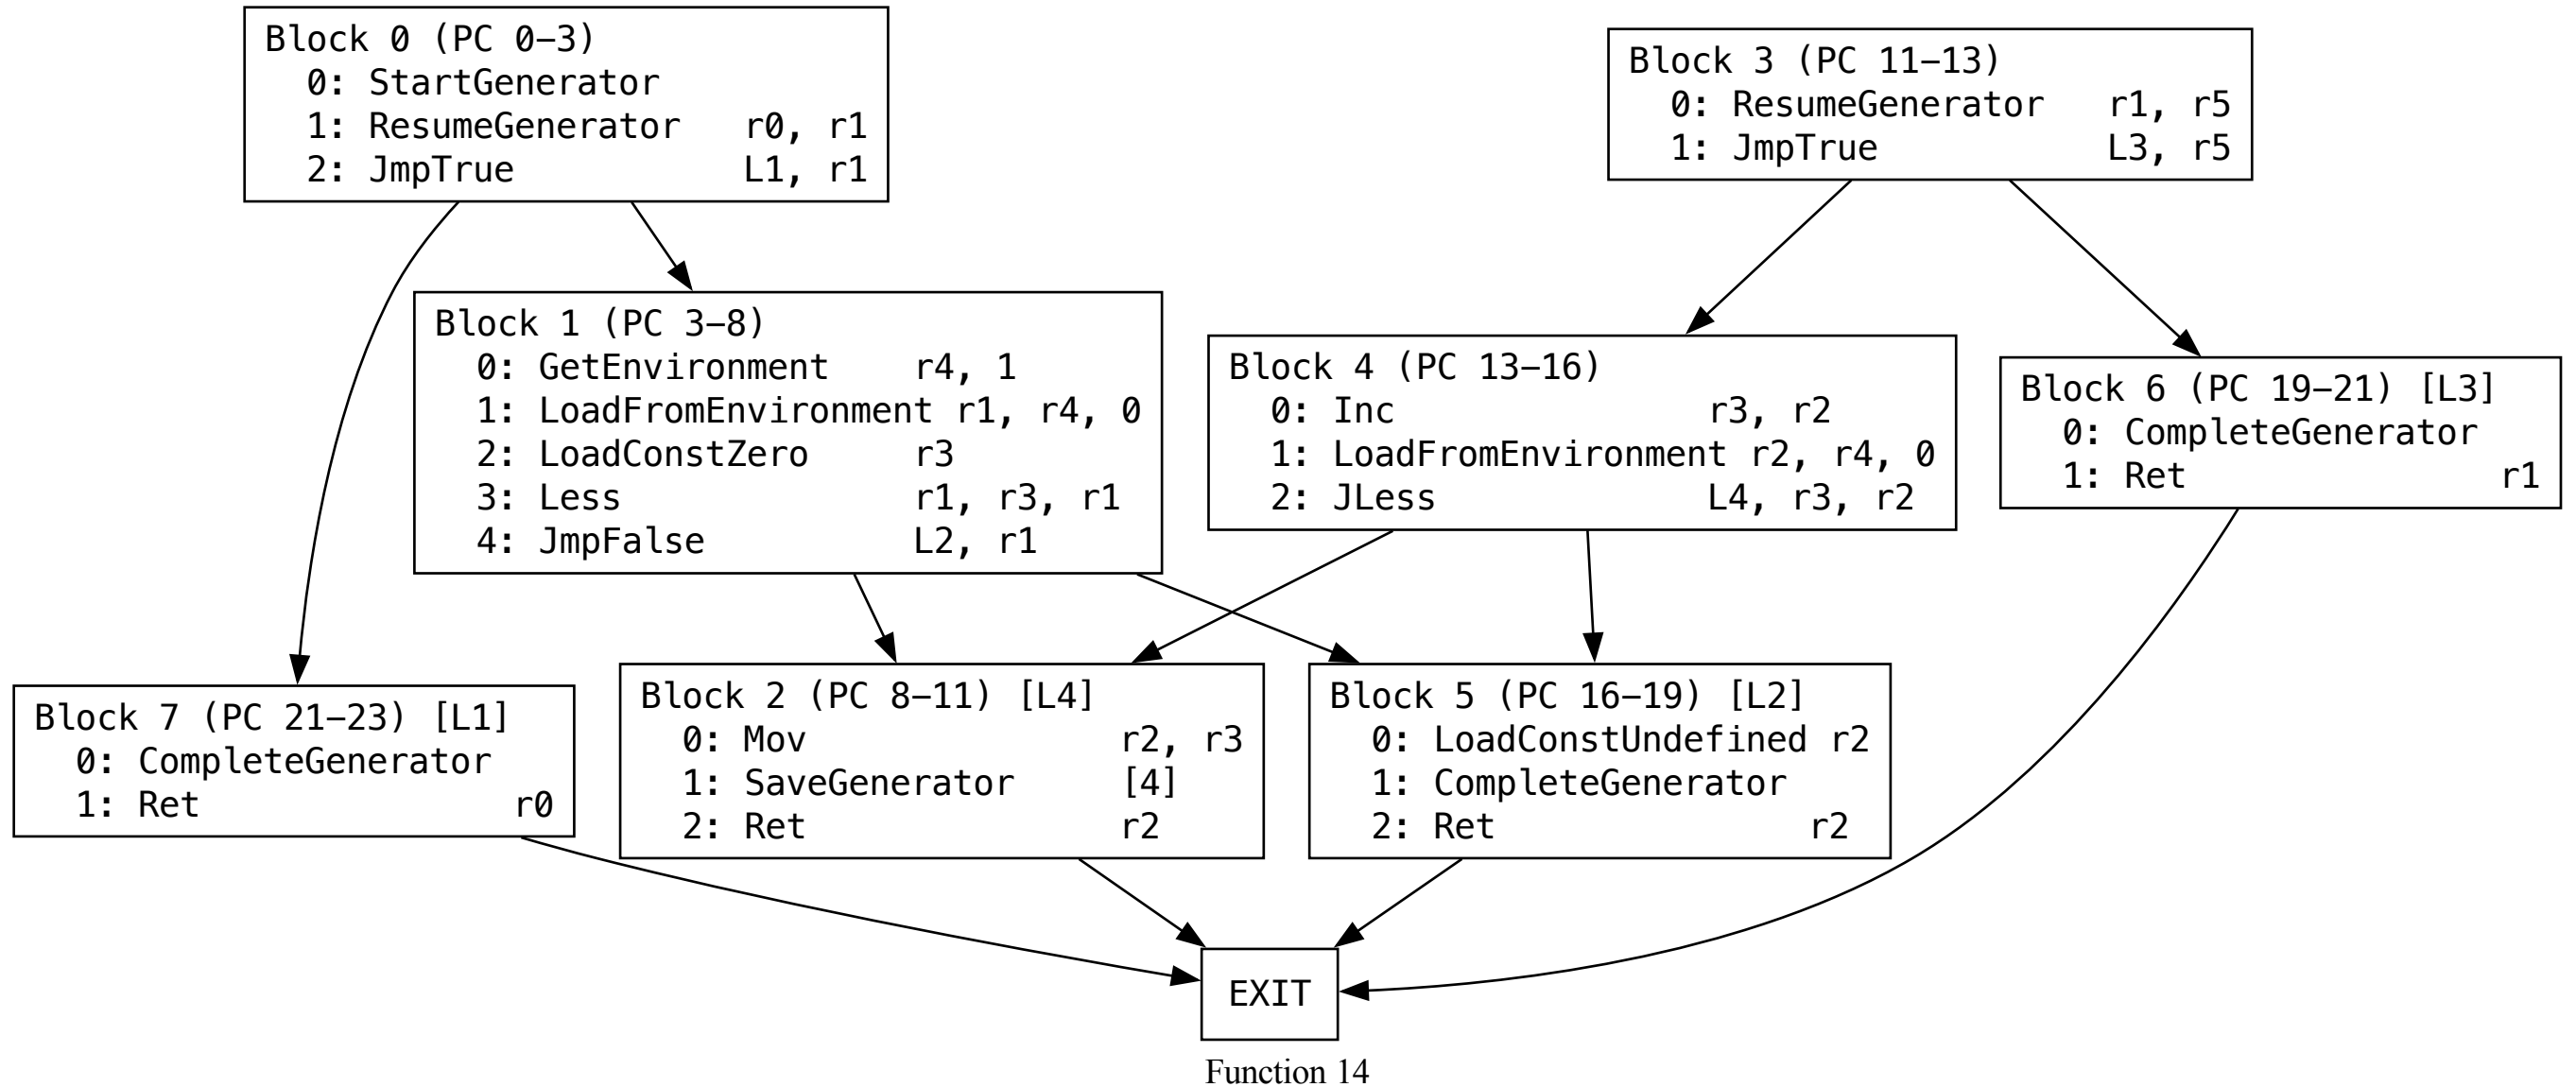 Block 0 (PC 0–3)
0: StartGenerator
1: ResumeGenerator r0, r1
2: JmpTrue L1, r1
Block 3 (PC 11–13)
0: ResumeGenerator r1, r5
1: JmpTrue L3, r5
Block 1 (PC 3–8)
0: GetEnvironment r4, 1
1: LoadFromEnvironment r1, r4, 0
2: LoadConstZero r3
3: Less r1, r3, r1
4: JmpFalse L2, r1
Block 4 (PC 13–16)
0: Inc r3, r2
1: LoadFromEnvironment r2, r4, 0
2: JLess L4, r3, r2
Block 6 (PC 19–21) [L3]
0: CompleteGenerator
1: Ret r1
Block 7 (PC 21–23) [L1]
0: CompleteGenerator
1: Ret r0
Block 2 (PC 8–11) [L4]
0: Mov r2, r3
1: SaveGenerator [4]
2: Ret r2
Block 5 (PC 16–19) [L2]
0: LoadConstUndefined r2
1: CompleteGenerator
2: Ret r2
EXIT
Function 14